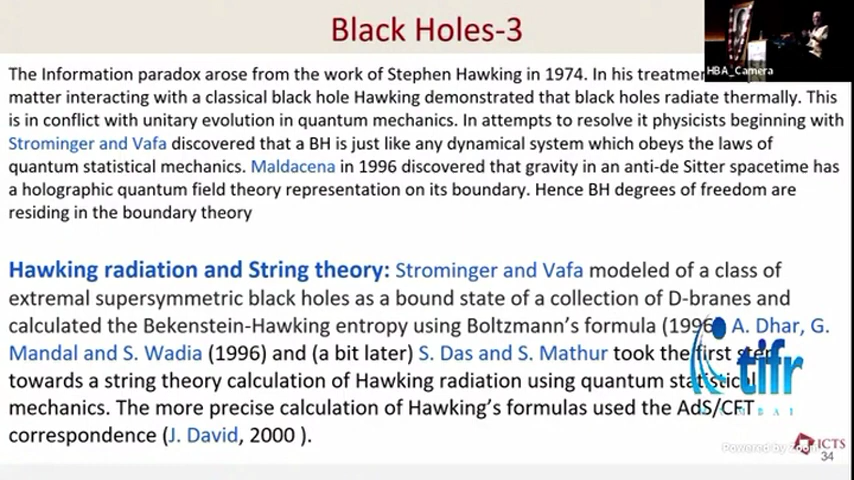 Black Holes-3
HBA_Camera
The Information paradox arose from the work of Stephen Hawking in 1974. In his
matter interacting with a classical black hole Hawking demonstrated that black holes radiate thermally. This
is in conflict with unitary evolution in quantum mechanics. In attempts to resolve it physicists beginning with
Strominger and Vafa discovered that a BH is just like any dynamical system which obeys the laws of
quantum statistical mechanics. Maldacena in 1996 discovered that gravity in an anti-de Sitter spacetime has
a holographic quantum field theory representation on its boundary. Hence BH degrees of freedom are
residing in the boundary theory
Hawking radiation and String theory: Strominger and Vafa modeled of a class of
extremal supersymmetric black holes as a bound state of a collection of D-branes and
calculated the Bekenstein-Hawking entropy using Boltzmann's formula (1996 A. Dhar, G.
Mandal and S. Wadia (1996) and (a bit later) S. Das and S. Mathur took the first step
towards a string theory calculation of Hawking radiation using quantum statistical
mechanics. The more precise calculation of Hawking's formulas used the AdS/CFT
correspondence (J. David, 2000 ).
tifr
Powered by Zoom
ICTS
34